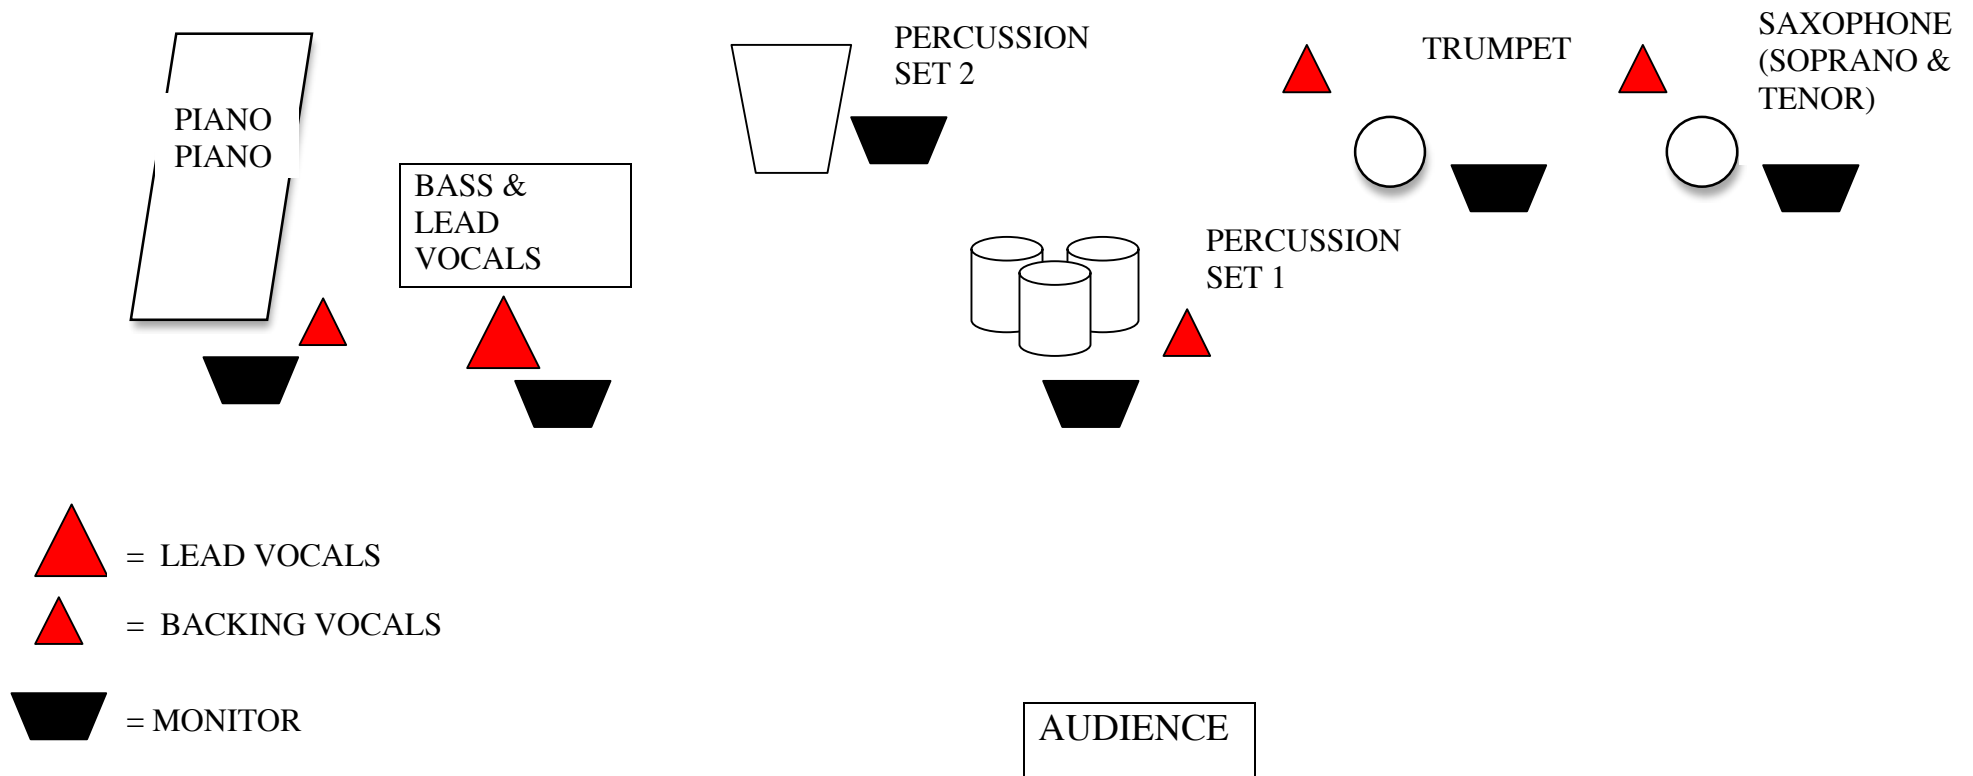 PIANO
PIANO
BASS &
LEAD
VOCALS
PERCUSSION
SET 2
PERCUSSION
SET 1
TRUMPET
SAXOPHONE
(SOPRANO &
TENOR)
= LEAD VOCALS
= BACKING VOCALS
= MONITOR
AUDIENCE